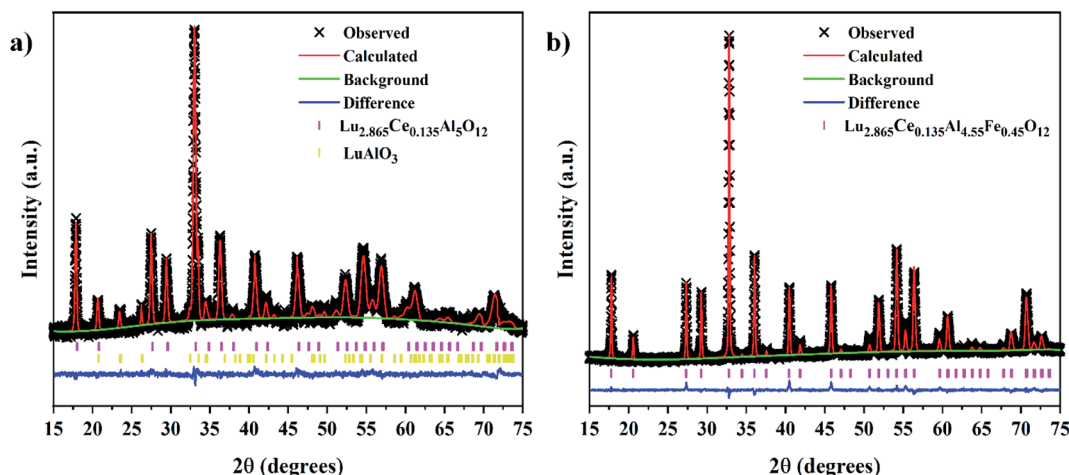 a)
× Observed
Calculated
Background
Difference
Lu2.865Ce0.135Al5O12
LuAlO3
Intensity (a.u.)
15 20 25 30 35 40 45 50 55 60 65 70 75
2θ (degrees)
b)
× Observed
Calculated
Background
Difference
Lu2.865Ce0.135Al4.55Fe0.45O12
Intensity (a.u.)
15 20 25 30 35 40 45 50 55 60 65 70 75
2θ (degrees)